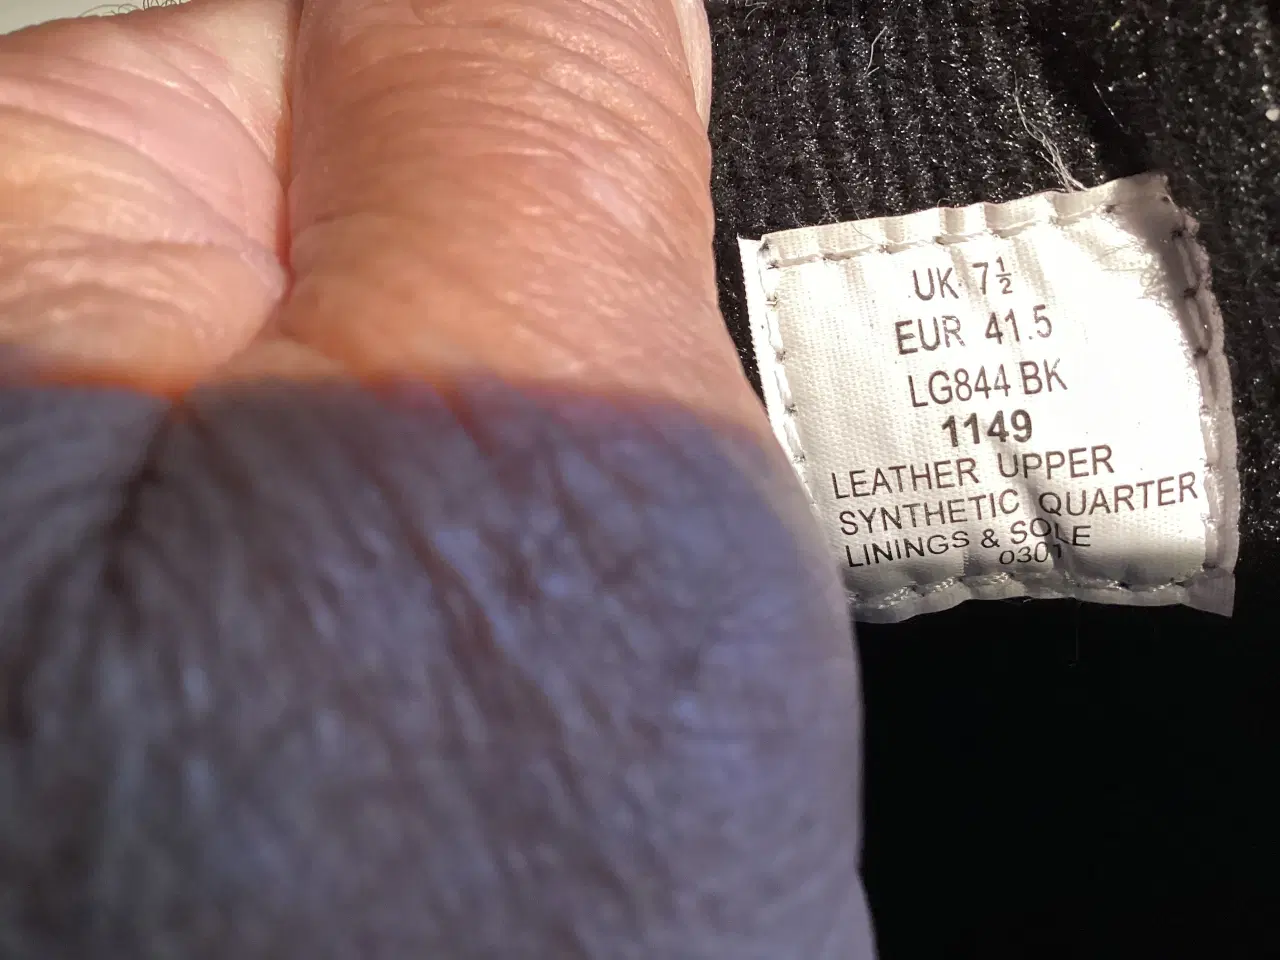 UK 7½
EUR 41.5
LG844 BK
1149
LEATHER UPPER
SYNTHETIC QUARTER
LININGS & SOLE
0301